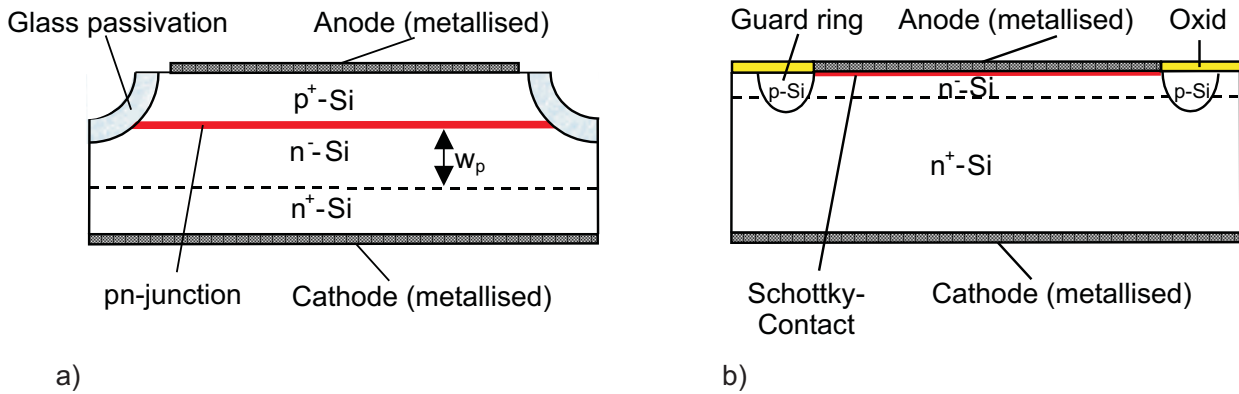 Glass passivation
Anode (metallised)
p⁺-Si
n⁻-Si
wₚ
n⁺-Si
pn-junction
Cathode (metallised)
a)
Guard ring
Anode (metallised)
Oxid
p-Si
n⁻-Si
p-Si
n⁺-Si
Schottky-
Contact
Cathode (metallised)
b)